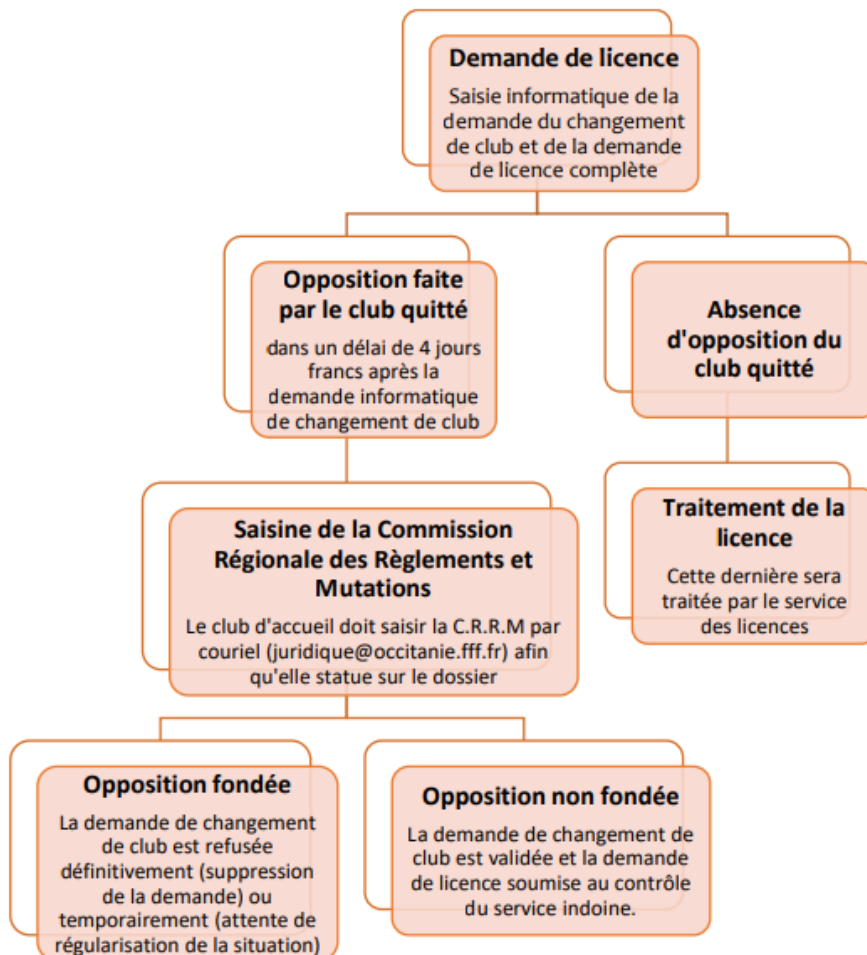 Demande de licence
Saisie informatique de la
demande du changement
de club et de la demande
de licence complète
Opposition faite
par le club quitté
dans un délai de 4 jours
francs après la
demande informatique
de changement de club
Absence
d'opposition du
club quitté
Saisine de la Commission
Régionale des Règlements et
Mutations
Le club d'accueil doit saisir la C.R.R.M par
couriel (juridique@occitanie.fff.fr) afin
qu'elle statue sur le dossier
Traitement de la
licence
Cette dernière sera
traitée par le service
des licences
Opposition fondée
La demande de changement
de club est refusée
définitivement (suppression
de la demande) ou
temporairement (attente de
régularisation de la situation)
Opposition non fondée
La demande de changement de
club est validée et la demande
de licence soumise au contrôle
du service indoine.